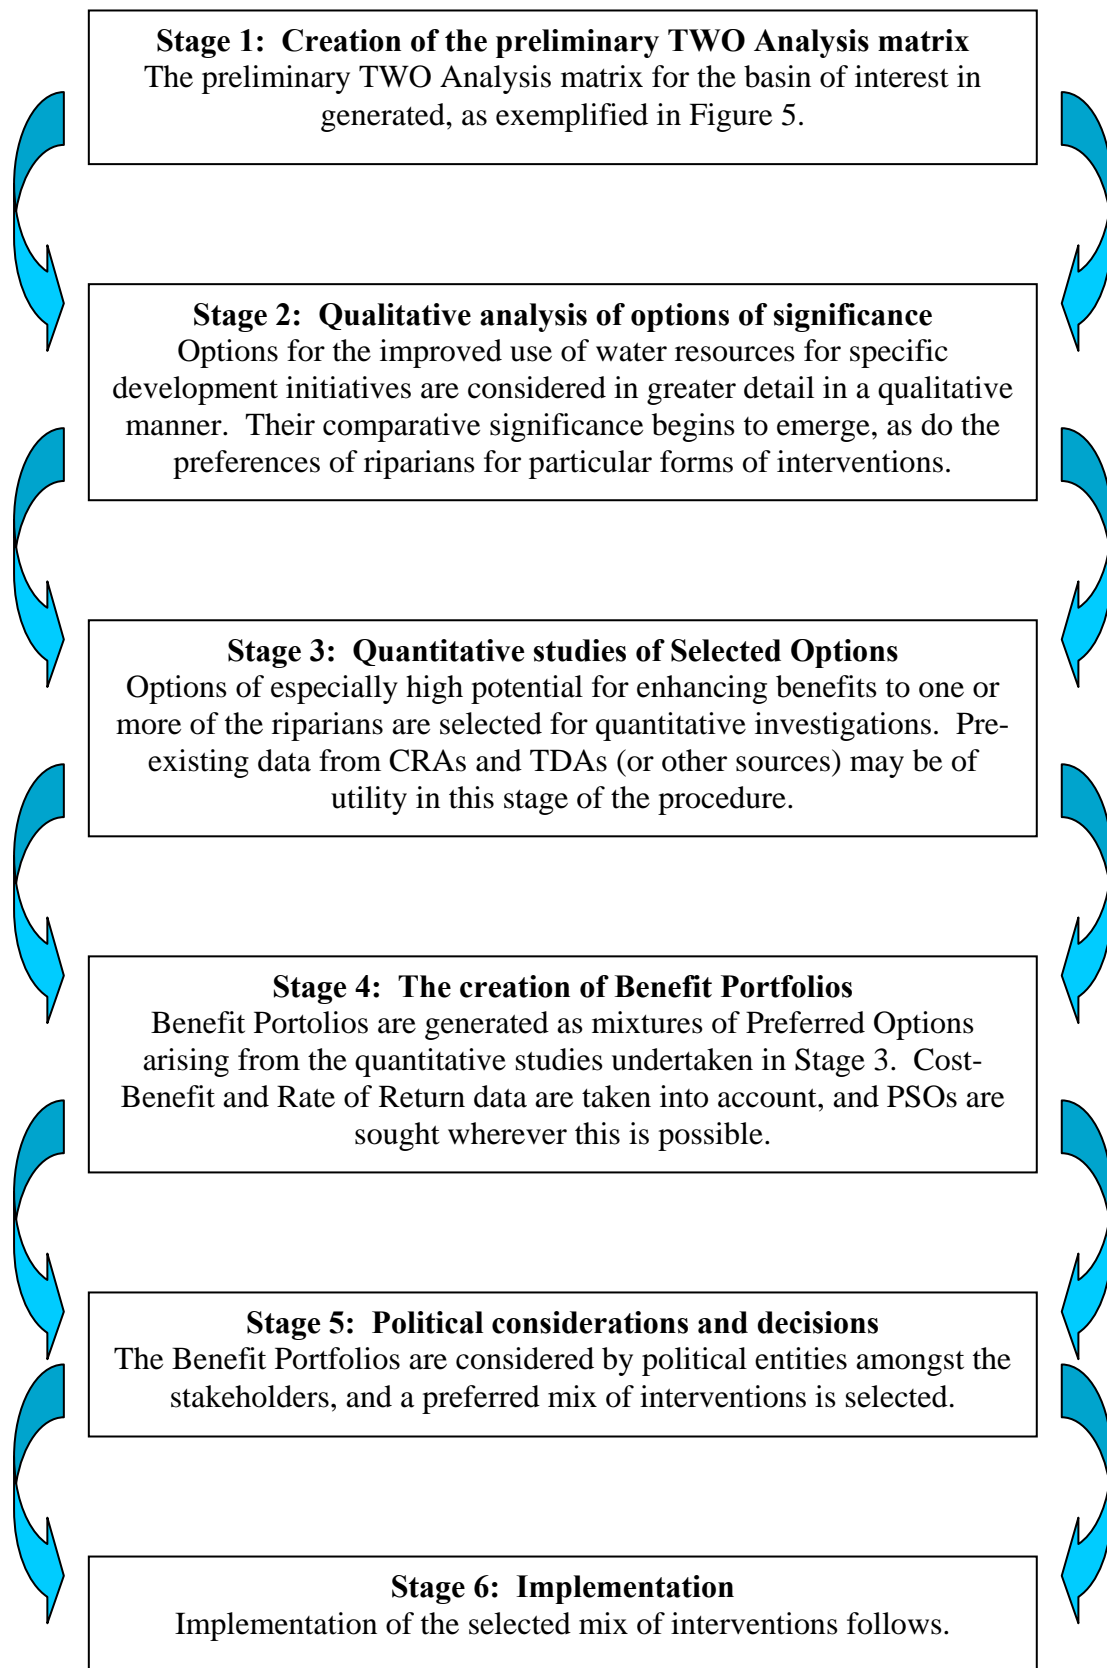 Stage 1:  Creation of the preliminary TWO Analysis matrix
The preliminary TWO Analysis matrix for the basin of interest in
generated, as exemplified in Figure 5.
Stage 2:  Qualitative analysis of options of significance
Options for the improved use of water resources for specific
development initiatives are considered in greater detail in a qualitative
manner.  Their comparative significance begins to emerge, as do the
preferences of riparians for particular forms of interventions.
Stage 3:  Quantitative studies of Selected Options
Options of especially high potential for enhancing benefits to one or
more of the riparians are selected for quantitative investigations.  Pre-
existing data from CRAs and TDAs (or other sources) may be of
utility in this stage of the procedure.
Stage 4:  The creation of Benefit Portfolios
Benefit Portolios are generated as mixtures of Preferred Options
arising from the quantitative studies undertaken in Stage 3.  Cost-
Benefit and Rate of Return data are taken into account, and PSOs are
sought wherever this is possible.
Stage 5:  Political considerations and decisions
The Benefit Portfolios are considered by political entities amongst the
stakeholders, and a preferred mix of interventions is selected.
Stage 6:  Implementation
Implementation of the selected mix of interventions follows.